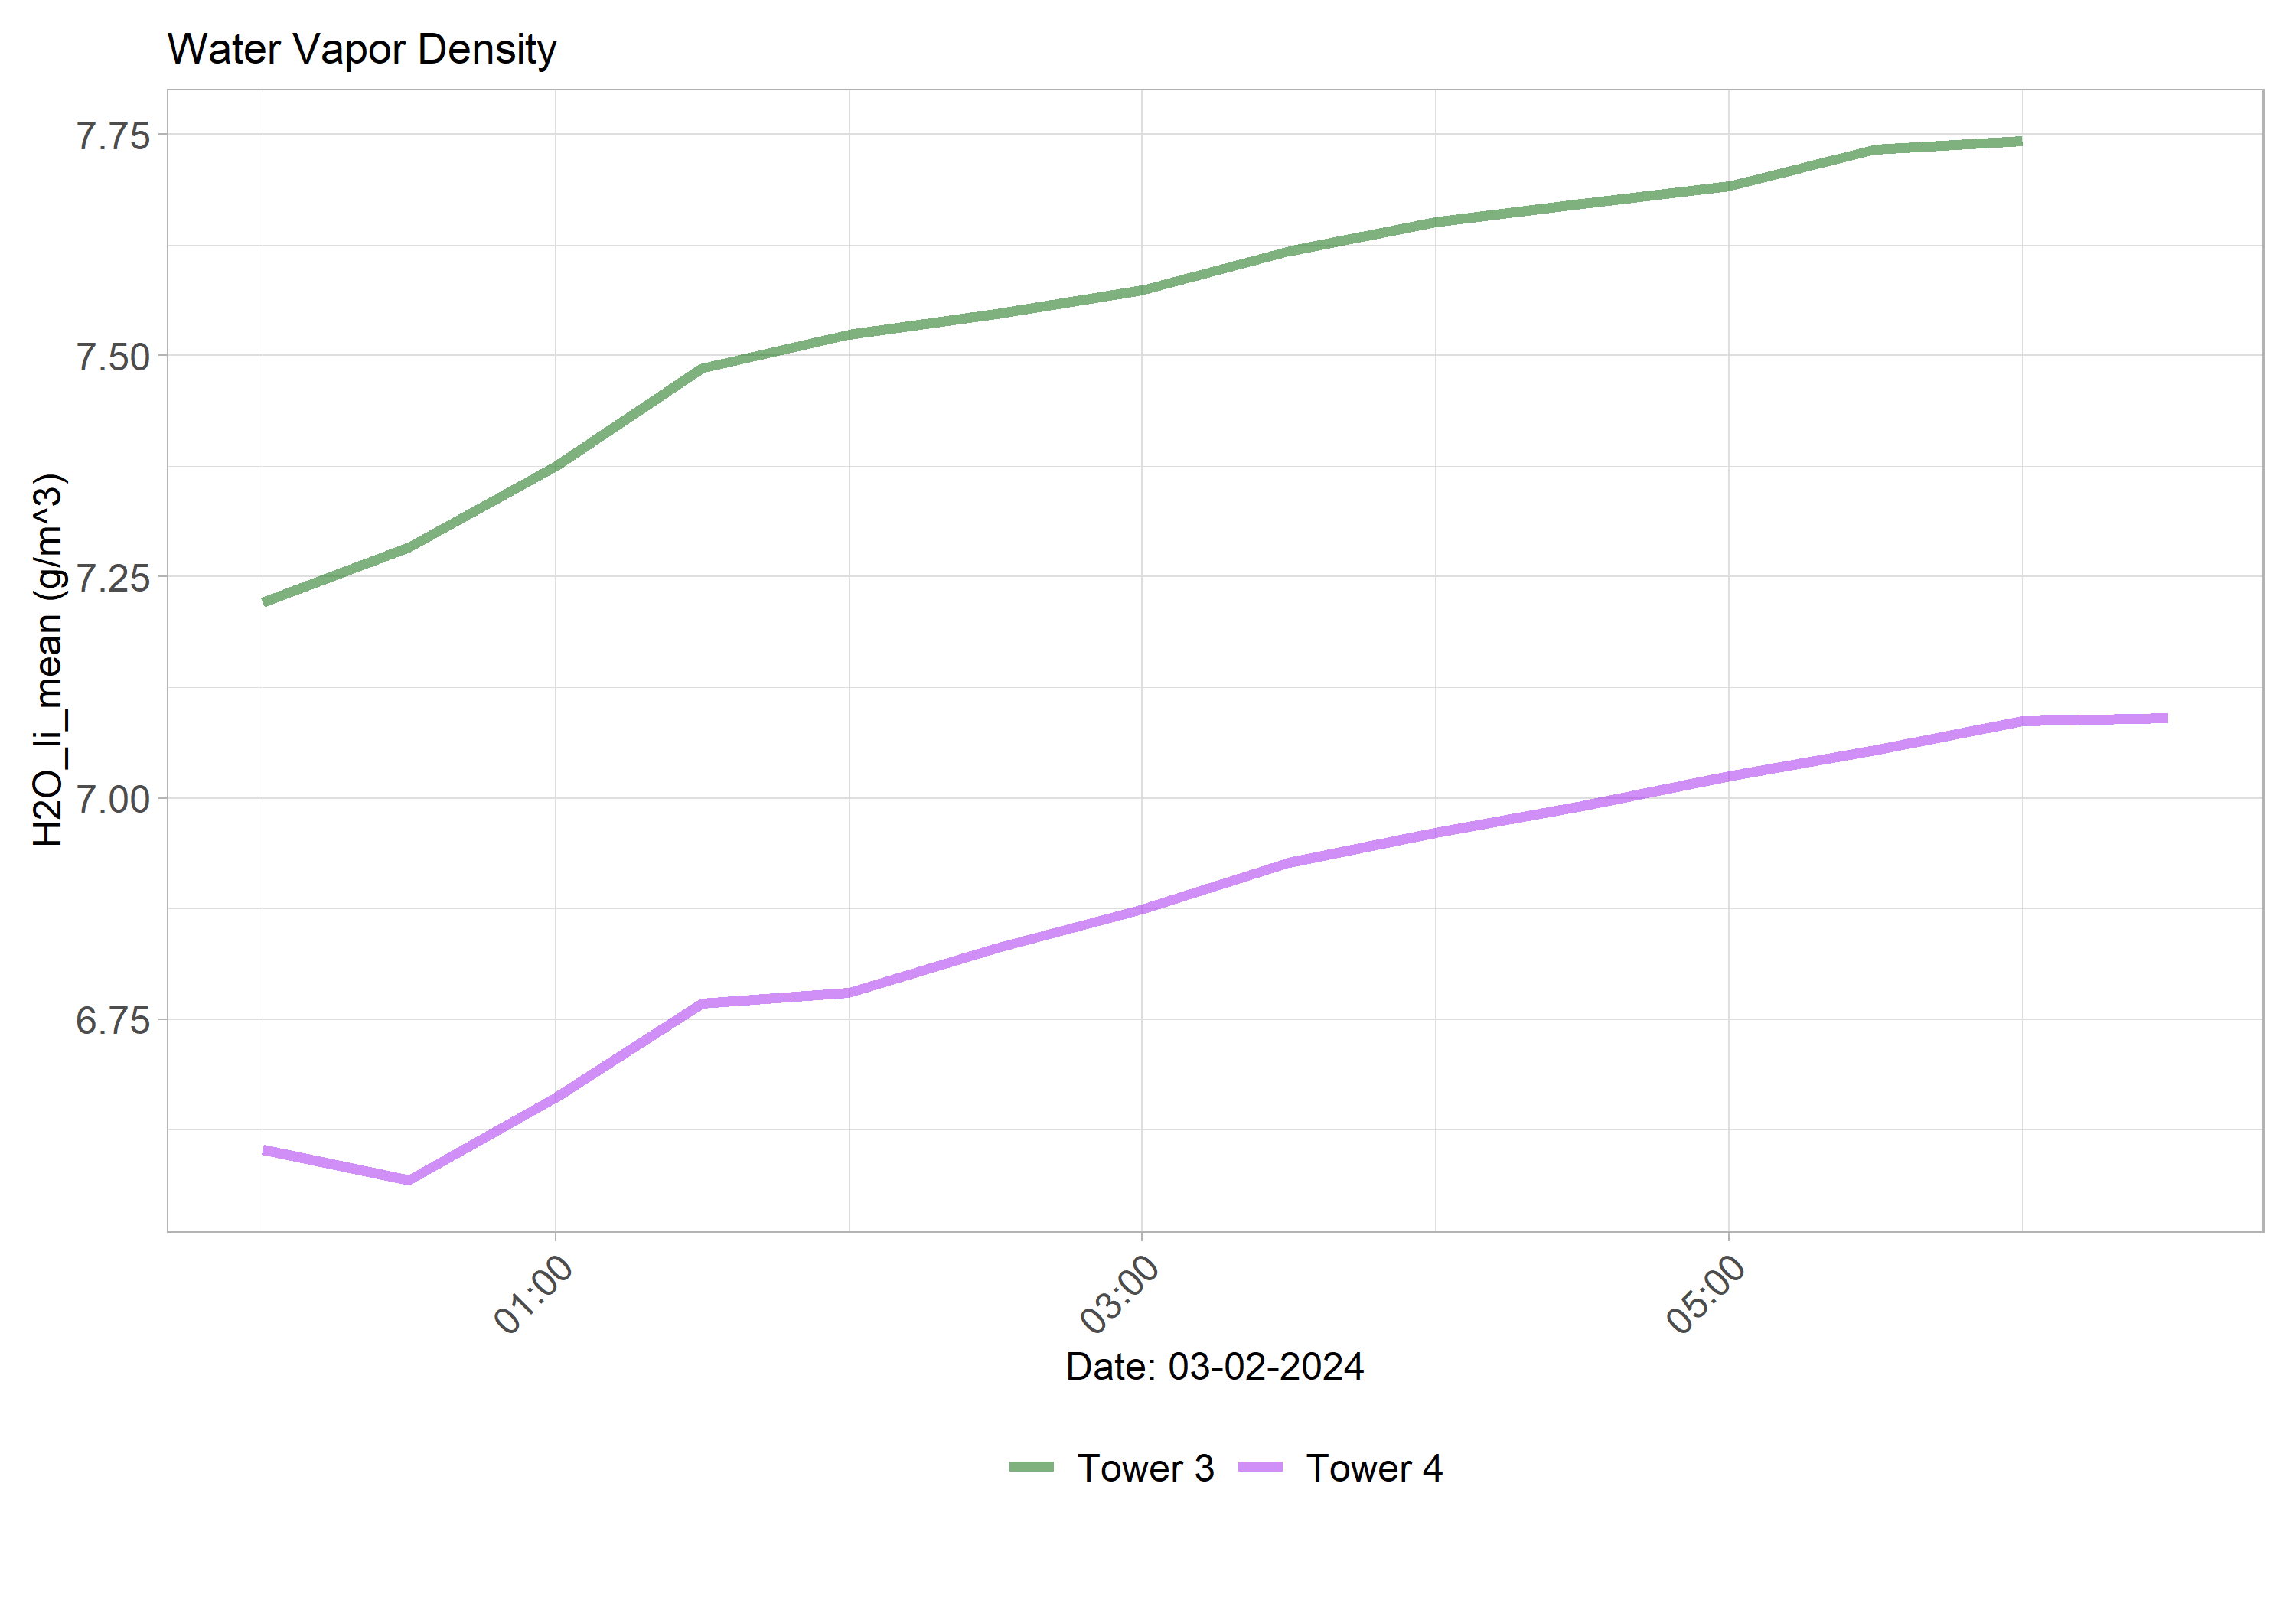 Water Vapor Density
H2O_li_mean (g/m^3)
7.75
7.50
7.25
7.00
6.75
01:00
03:00
05:00
Date: 03-02-2024
Tower 3
Tower 4